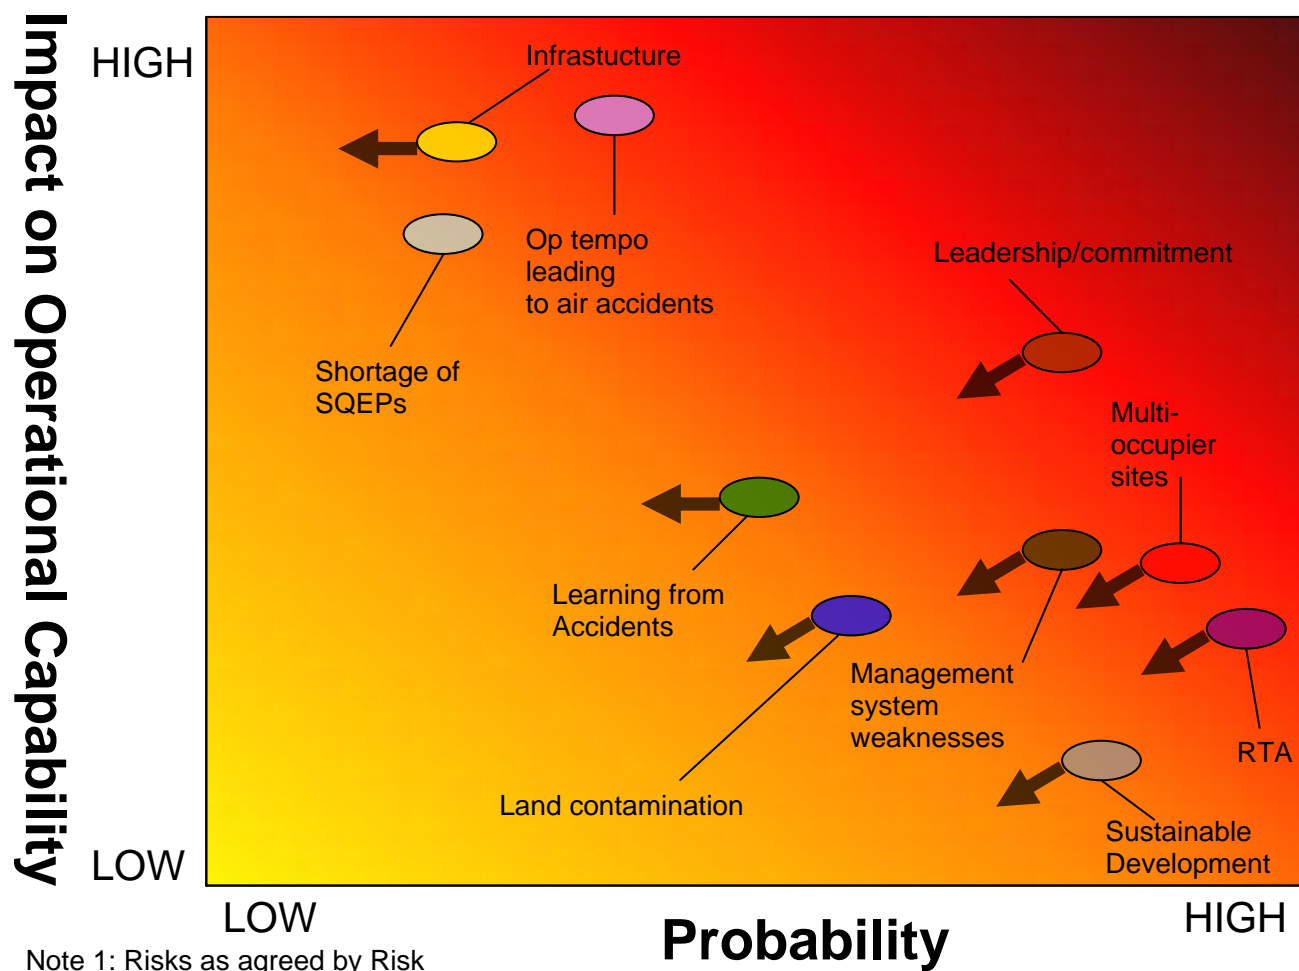 Impact on Operational Capability
HIGH
Infrastucture
Op tempo
leading
to air accidents
Leadership/commitment
Shortage of
SQEPs
Multi-
occupier
sites
Learning from
Accidents
Management
system
weaknesses
RTA
Land contamination
Sustainable
Development
LOW
LOW
Probability
HIGH
Note 1: Risks as agreed by Risk